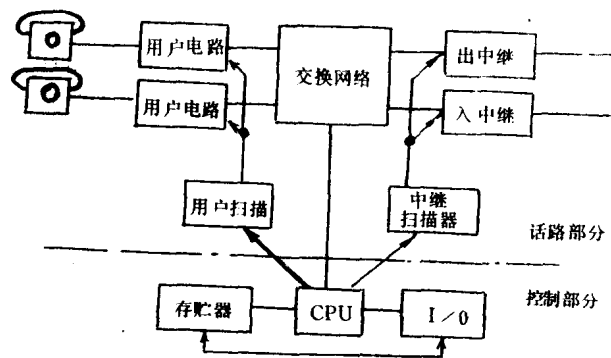 用户电路
用户电路
交换网络
出中继
入中继
用户扫描
中继
扫描器
话路部分
控制部分
存贮器
CPU
I/0